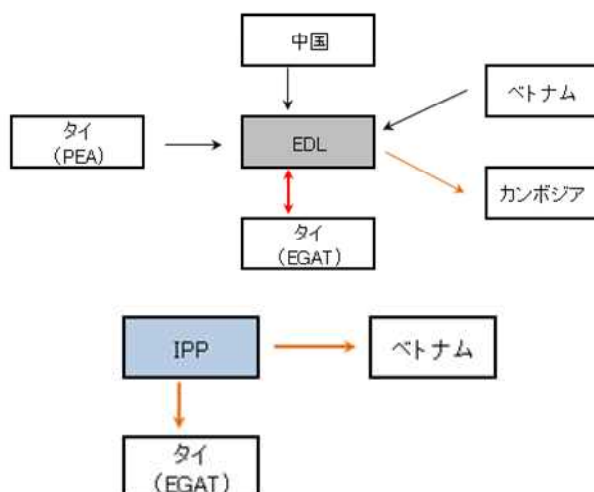 中国
ベトナム
タイ
(PEA)
EDL
カンボジア
タイ
(EGAT)
IPP
ベトナム
タイ
(EGAT)